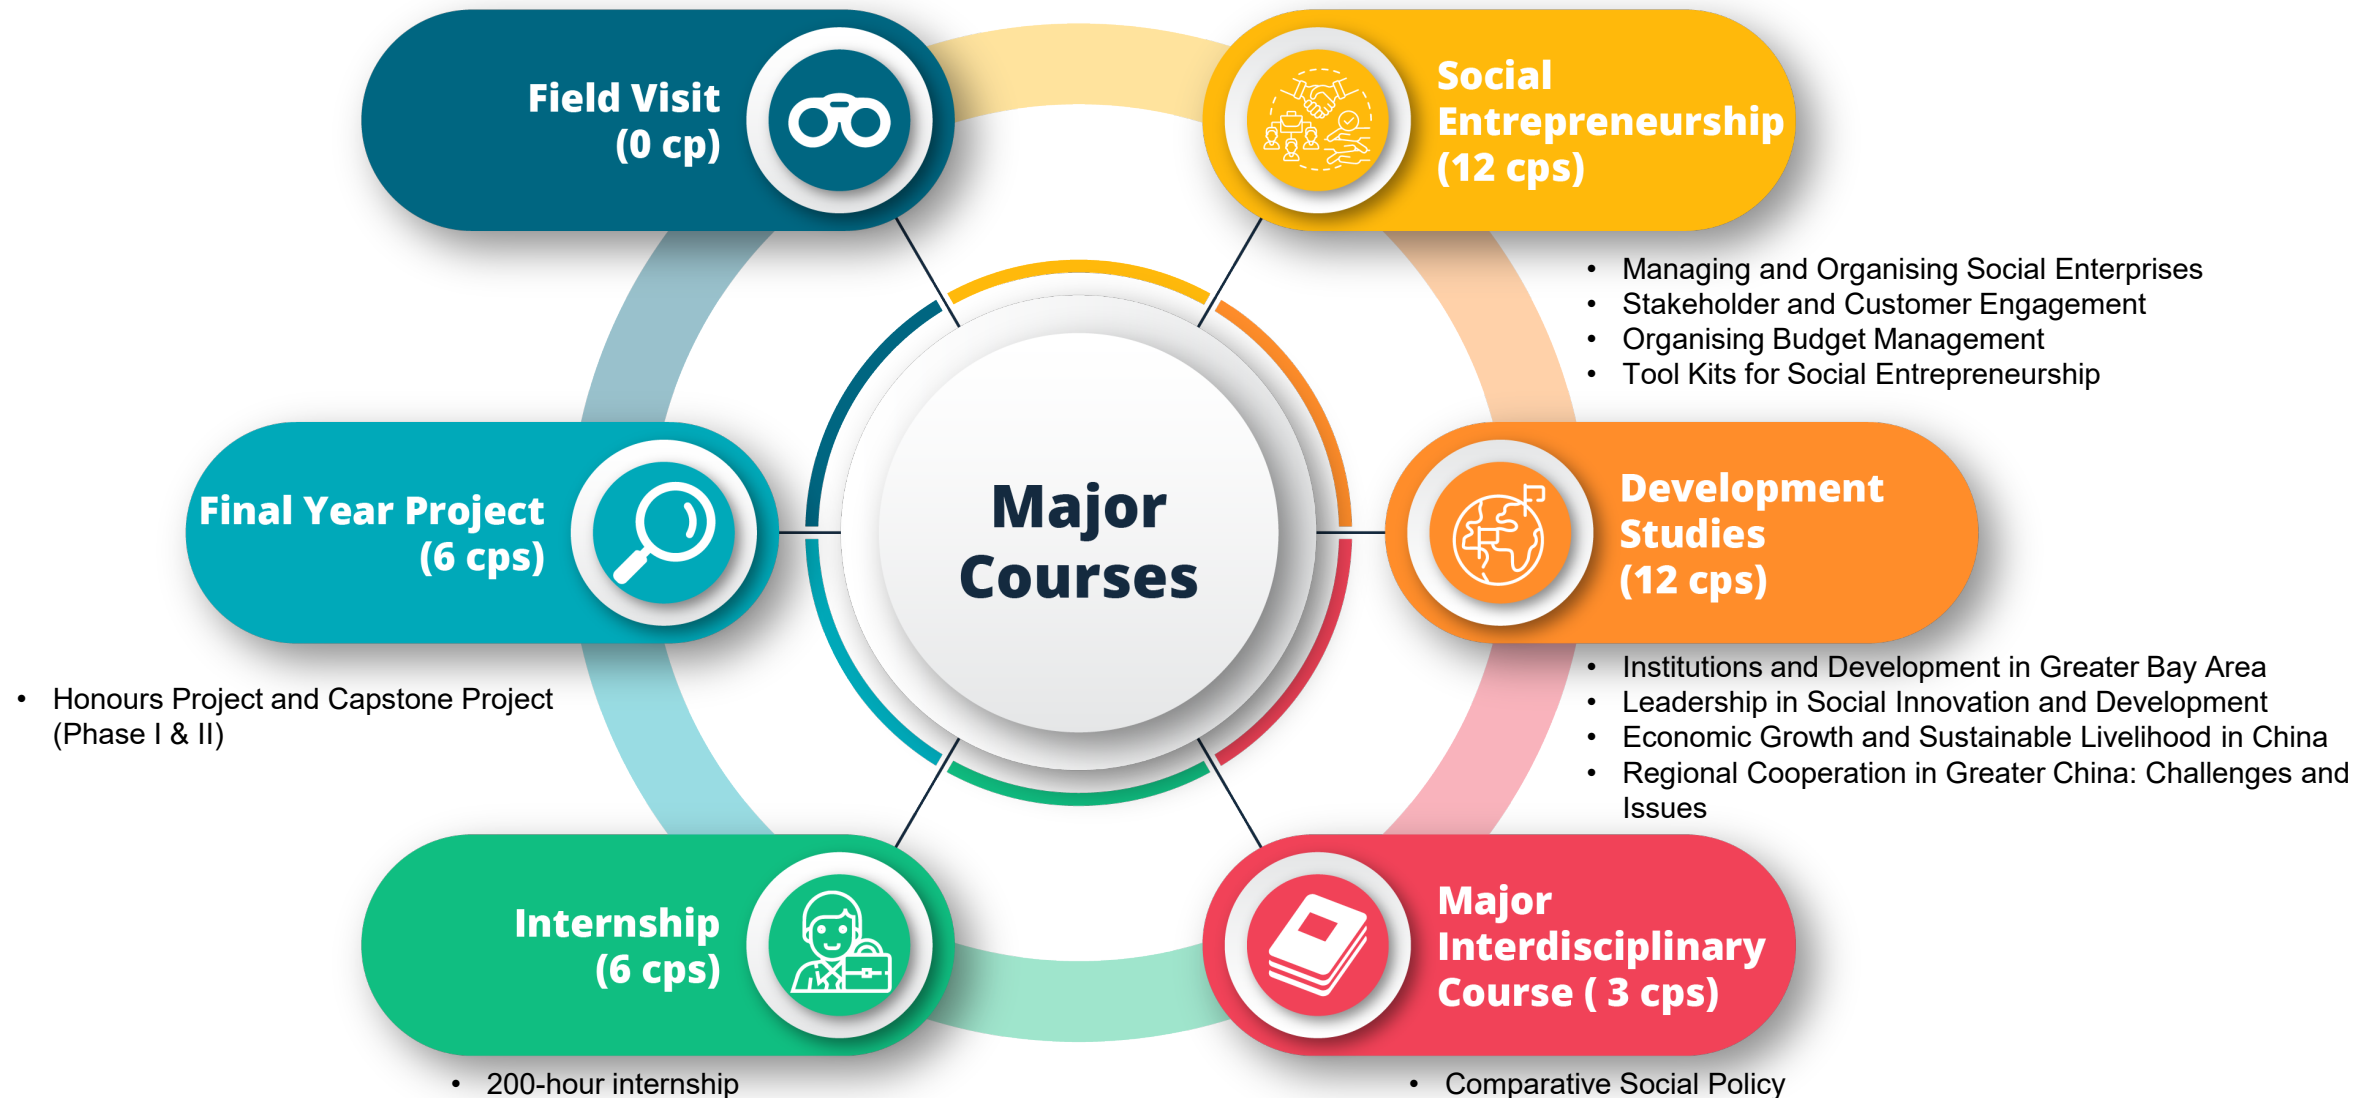 Field Visit
(0 cp)
Social
Entrepreneurship
(12 cps)
• Managing and Organising Social Enterprises
• Stakeholder and Customer Engagement
• Organising Budget Management
• Tool Kits for Social Entrepreneurship
Final Year Project
(6 cps)
Major
Courses
Development
Studies
(12 cps)
• Honours Project and Capstone Project
(Phase I & II)
• Institutions and Development in Greater Bay Area
• Leadership in Social Innovation and Development
• Economic Growth and Sustainable Livelihood in China
• Regional Cooperation in Greater China: Challenges and
Issues
Internship
(6 cps)
Major
Interdisciplinary
Course ( 3 cps)
• 200-hour internship
• Comparative Social Policy